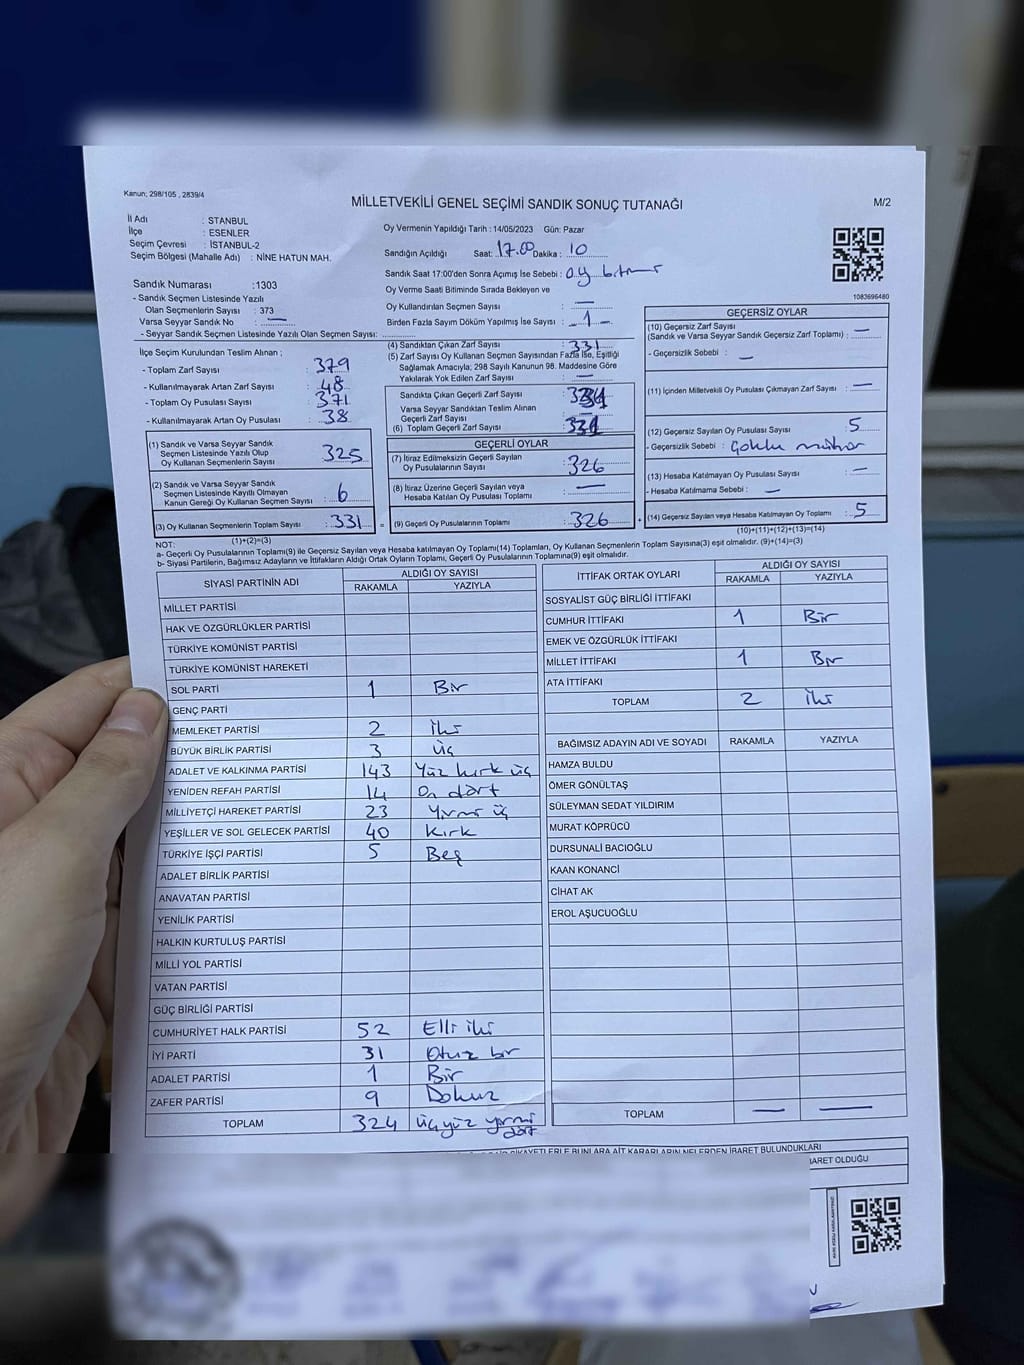 Kanun; 298/105 , 2839/4
MİLLETVEKİLİ GENEL SEÇİMİ SANDIK SONUÇ TUTANAĞI
M/2
İl Adı : STANBUL
İlçe : ESENLER
Seçim Çevresi : İSTANBUL-2
Seçim Bölgesi (Mahalle Adı) : NİNE HATUN MAH.
Sandık Numarası :1303
- Sandık Seçmen Listesinde Yazılı
Olan Seçmenlerin Sayısı : 373
Varsa Seyyar Sandık No : —
- Seyyar Sandık Seçmen Listesinde Yazılı Olan Seçmen Sayısı:
Oy Vermenin Yapıldığı Tarih : 14/05/2023 Gün: Pazar
Sandığın Açıldığı Saat: 17.00 Dakika : 10
Sandık Saat 17:00'den Sonra Açımış İse Sebebi : oy bitmr
Oy Verme Saati Bitiminde Sırada Bekleyen ve
Oy Kullandırılan Seçmen Sayısı : —
Birden Fazla Sayım Döküm Yapılmış İse Sayısı : 1
1083696480
İlçe Seçim Kurulundan Teslim Alınan ;
- Toplam Zarf Sayısı : 379
- Kullanılmayarak Artan Zarf Sayısı : 48
- Toplam Oy Pusulası Sayısı : 371
- Kullanılmayarak Artan Oy Pusulası : 38
(1) Sandık ve Varsa Seyyar Sandık
Seçmen Listesinde Yazılı Olup
Oy Kullanan Seçmenlerin Sayısı : 325
(2) Sandık ve Varsa Seyyar Sandık
Seçmen Listesinde Kayıtlı Olmayan
Kanun Gereği Oy Kullanan Seçmen Sayısı : 6
(3) Oy Kullanan Seçmenlerin Toplam Sayısı : 331 =
(1)+(2)=(3)
(4) Sandıktan Çıkan Zarf Sayısı : 331
(5) Zarf Sayısı Oy Kullanan Seçmen Sayısından Fazla İse, Eşitliği
Sağlamak Amacıyla; 298 Sayılı Kanunun 98. Maddesine Göre
Yakılarak Yok Edilen Zarf Sayısı : —
Sandıkta Çıkan Geçerli Zarf Sayısı : 331
Varsa Seyyar Sandıktan Teslim Alınan
Geçerli Zarf Sayısı : —
(6) Toplam Geçerli Zarf Sayısı : 331
GEÇERLİ OYLAR
(7) İtiraz Edilmeksizin Geçerli Sayılan
Oy Pusulalarının Sayısı : 326
(8) İtiraz Üzerine Geçerli Sayılan veya
Hesaba Katılan Oy Pusulası Toplamı : —
(9) Geçerli Oy Pusulalarının Toplamı : 326 +
GEÇERSİZ OYLAR
(10) Geçersiz Zarf Sayısı
(Sandık ve Varsa Seyyar Sandık Geçersiz Zarf Toplamı) : —
- Geçersizlik Sebebi : —
(11) İçinden Milletvekili Oy Pusulası Çıkmayan Zarf Sayısı : —
(12) Geçersiz Sayılan Oy Pusulası Sayısı : 5
- Geçersizlik Sebebi : Çoklu mühür
(13) Hesaba Katılmayan Oy Pusulası Sayısı : —
- Hesaba Katılmama Sebebi : —
(14) Geçersiz Sayılan veya Hesaba Katılmayan Oy Toplamı : 5
(10)+(11)+(12)+(13)=(14)
NOT:
a- Geçerli Oy Pusulalarının Toplamı(9) ile Geçersiz Sayılan veya Hesaba katılmayan Oy Toplamı(14) Toplamları, Oy Kullanan Seçmenlerin Toplam Sayısına(3) eşit olmalıdır. (9)+(14)=(3)
b- Siyasi Partilerin, Bağımsız Adayların ve İttifakların Aldığı Ortak Oyların Toplamı, Geçerli Oy Pusulalarının Toplamına(9) eşit olmalıdır.
SİYASİ PARTİNİN ADI ALDIĞI OY SAYISI
RAKAMLA YAZIYLA
MİLLET PARTİSİ
HAK VE ÖZGÜRLÜKLER PARTİSİ
TÜRKİYE KOMÜNİST PARTİSİ
TÜRKİYE KOMÜNİST HAREKETİ
SOL PARTİ 1 Bir
GENÇ PARTİ
MEMLEKET PARTİSİ 2 iki
BÜYÜK BİRLİK PARTİSİ 3 üç
ADALET VE KALKINMA PARTİSİ 143 Yüz kırk üç
YENİDEN REFAH PARTİSİ 14 On dört
MİLLİYETÇİ HAREKET PARTİSİ 23 Yirmi üç
YEŞİLLER VE SOL GELECEK PARTİSİ 40 Kırk
TÜRKİYE İŞÇİ PARTİSİ 5 Beş
ADALET BİRLİK PARTİSİ
ANAVATAN PARTİSİ
YENİLİK PARTİSİ
HALKIN KURTULUŞ PARTİSİ
MİLLİ YOL PARTİSİ
VATAN PARTİSİ
GÜÇ BİRLİĞİ PARTİSİ
CUMHURİYET HALK PARTİSİ 52 Elli iki
İYİ PARTİ 31 Otuz bir
ADALET PARTİSİ 1 Bir
ZAFER PARTİSİ 9 Dokuz
TOPLAM 324 Üçyüz yirmi dört
İTTİFAK ORTAK OYLARI ALDIĞI OY SAYISI
RAKAMLA YAZIYLA
SOSYALİST GÜÇ BİRLİĞİ İTTİFAKI
CUMHUR İTTİFAKI 1 Bir
EMEK VE ÖZGÜRLÜK İTTİFAKI
MİLLET İTTİFAKI 1 Bir
ATA İTTİFAKI
TOPLAM 2 iki
BAĞIMSIZ ADAYIN ADI VE SOYADI RAKAMLA YAZIYLA
HAMZA BULDU
ÖMER GÖNÜLTAŞ
SÜLEYMAN SEDAT YILDIRIM
MURAT KÖPRÜCÜ
DURSUNALİ BACIOĞLU
KAAN KONANCİ
CİHAT AK
EROL AŞUCUOĞLU
TOPLAM — —
ŞİKAYETLERLE BUNLARA AİT KARARLARIN NELERDEN İBARET BULUNDUKLARI
BARET OLDUĞU